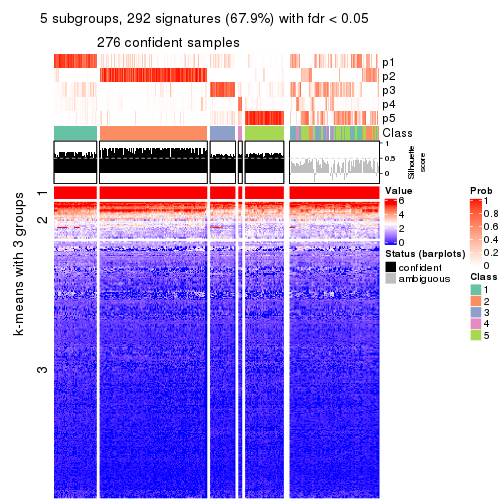 5 subgroups, 292 signatures (67.9%) with fdr < 0.05
276 confident samples
p1
p2
p3
p4
p5
Class
1
0.5
0
Silhouette
score
k-means with 3 groups
1
2
3
Value
6
4
2
0
Status (barplots)
confident
ambiguous
Prob
1
0.8
0.6
0.4
0.2
0
Class
1
2
3
4
5